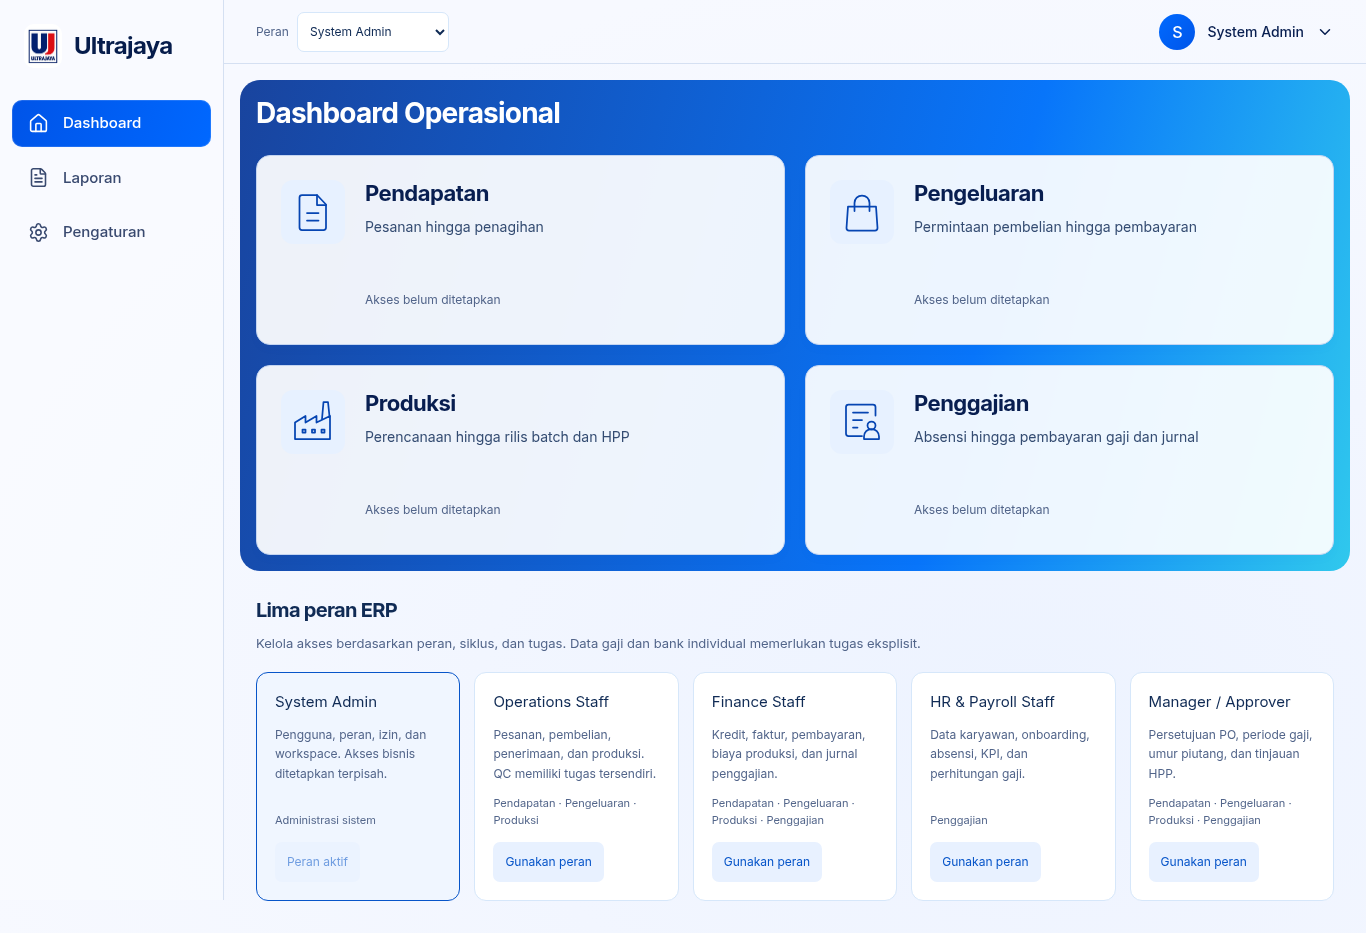 ULTRAJAYA
Ultrajaya
Dashboard
Laporan
Pengaturan
Peran
System Admin
S
System Admin
Dashboard Operasional
Pendapatan
Pesanan hingga penagihan
Akses belum ditetapkan
Pengeluaran
Permintaan pembelian hingga pembayaran
Akses belum ditetapkan
Produksi
Perencanaan hingga rilis batch dan HPP
Akses belum ditetapkan
Penggajian
Absensi hingga pembayaran gaji dan jurnal
Akses belum ditetapkan
Lima peran ERP
Kelola akses berdasarkan peran, siklus, dan tugas. Data gaji dan bank individual memerlukan tugas eksplisit.
System Admin
Pengguna, peran, izin, dan
workspace. Akses bisnis
ditetapkan terpisah.
Administrasi sistem
Peran aktif
Operations Staff
Pesanan, pembelian,
penerimaan, dan produksi.
QC memiliki tugas tersendiri.
Pendapatan · Pengeluaran ·
Produksi
Gunakan peran
Finance Staff
Kredit, faktur, pembayaran,
biaya produksi, dan jurnal
penggajian.
Pendapatan · Pengeluaran ·
Produksi · Penggajian
Gunakan peran
HR & Payroll Staff
Data karyawan, onboarding,
absensi, KPI, dan
perhitungan gaji.
Penggajian
Gunakan peran
Manager / Approver
Persetujuan PO, periode gaji,
umur piutang, dan tinjauan
HPP.
Pendapatan · Pengeluaran ·
Produksi · Penggajian
Gunakan peran